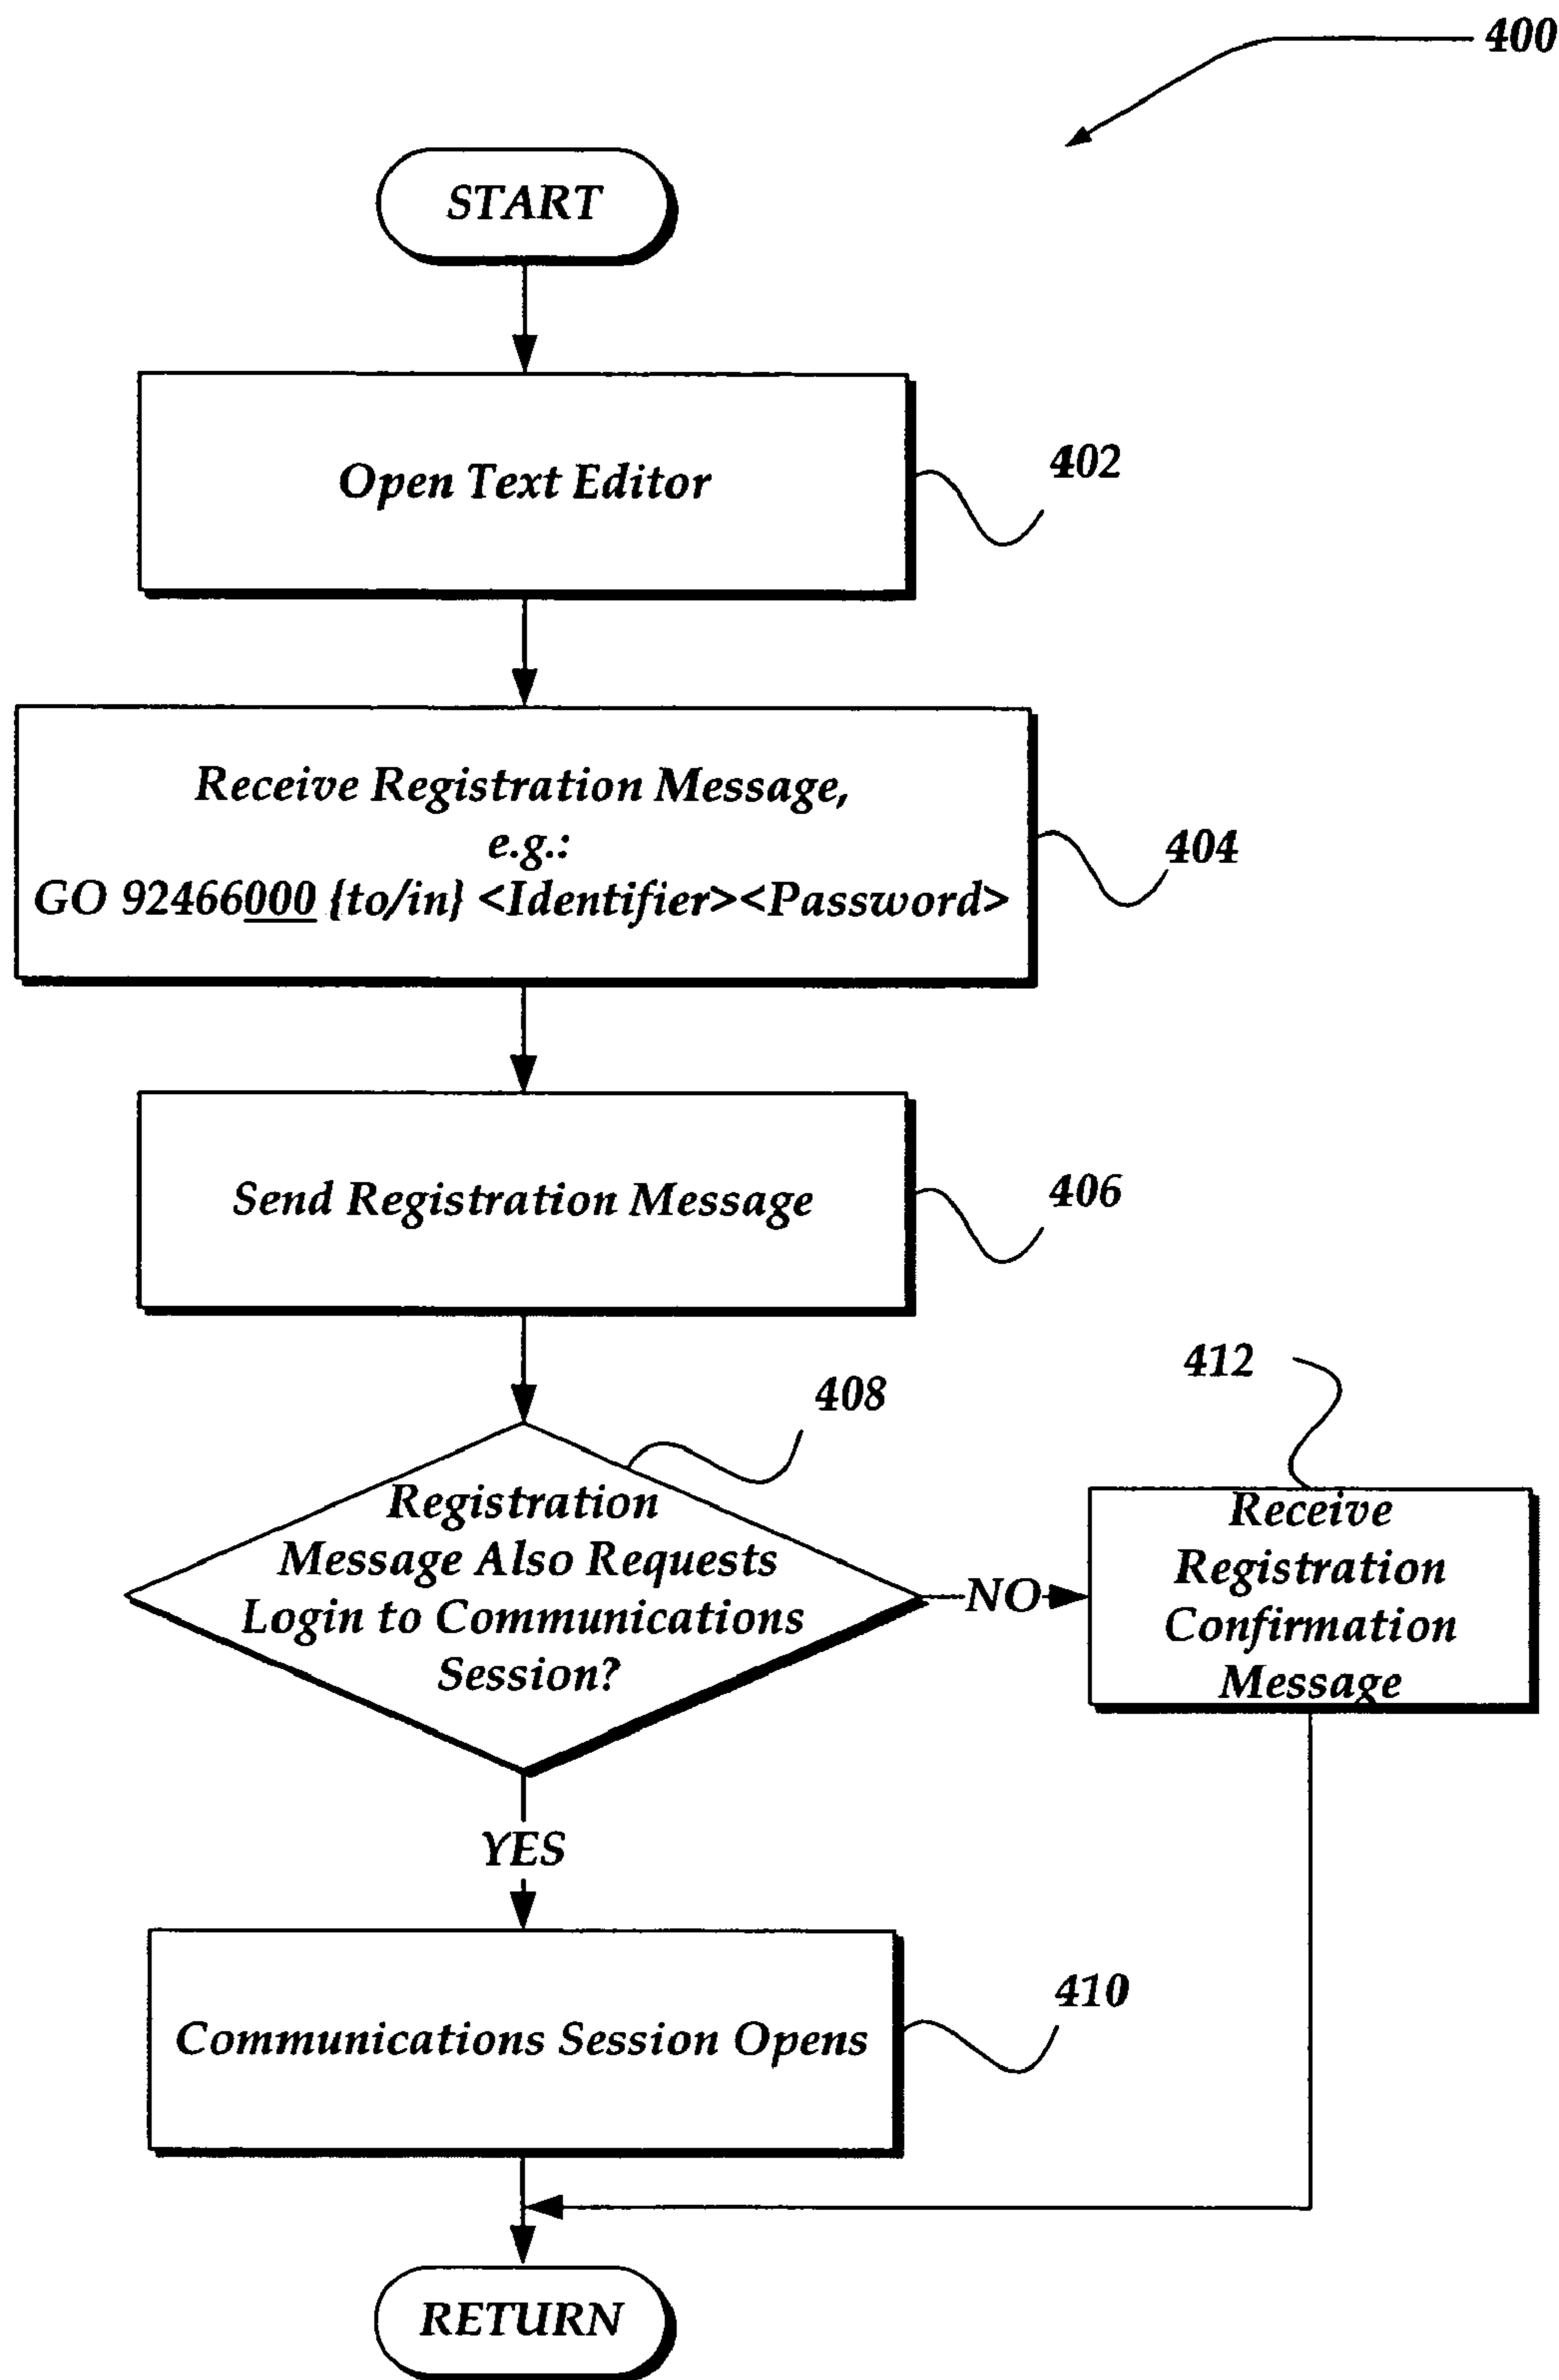 400
START
Open Text Editor
402
Receive Registration Message,
e.g.:
GO 92466000 {to/in} <Identifier><Password>
404
Send Registration Message
406
408
412
Registration
Message Also Requests
Login to Communications
Session?
NO
Receive
Registration
Confirmation
Message
YES
Communications Session Opens
410
RETURN